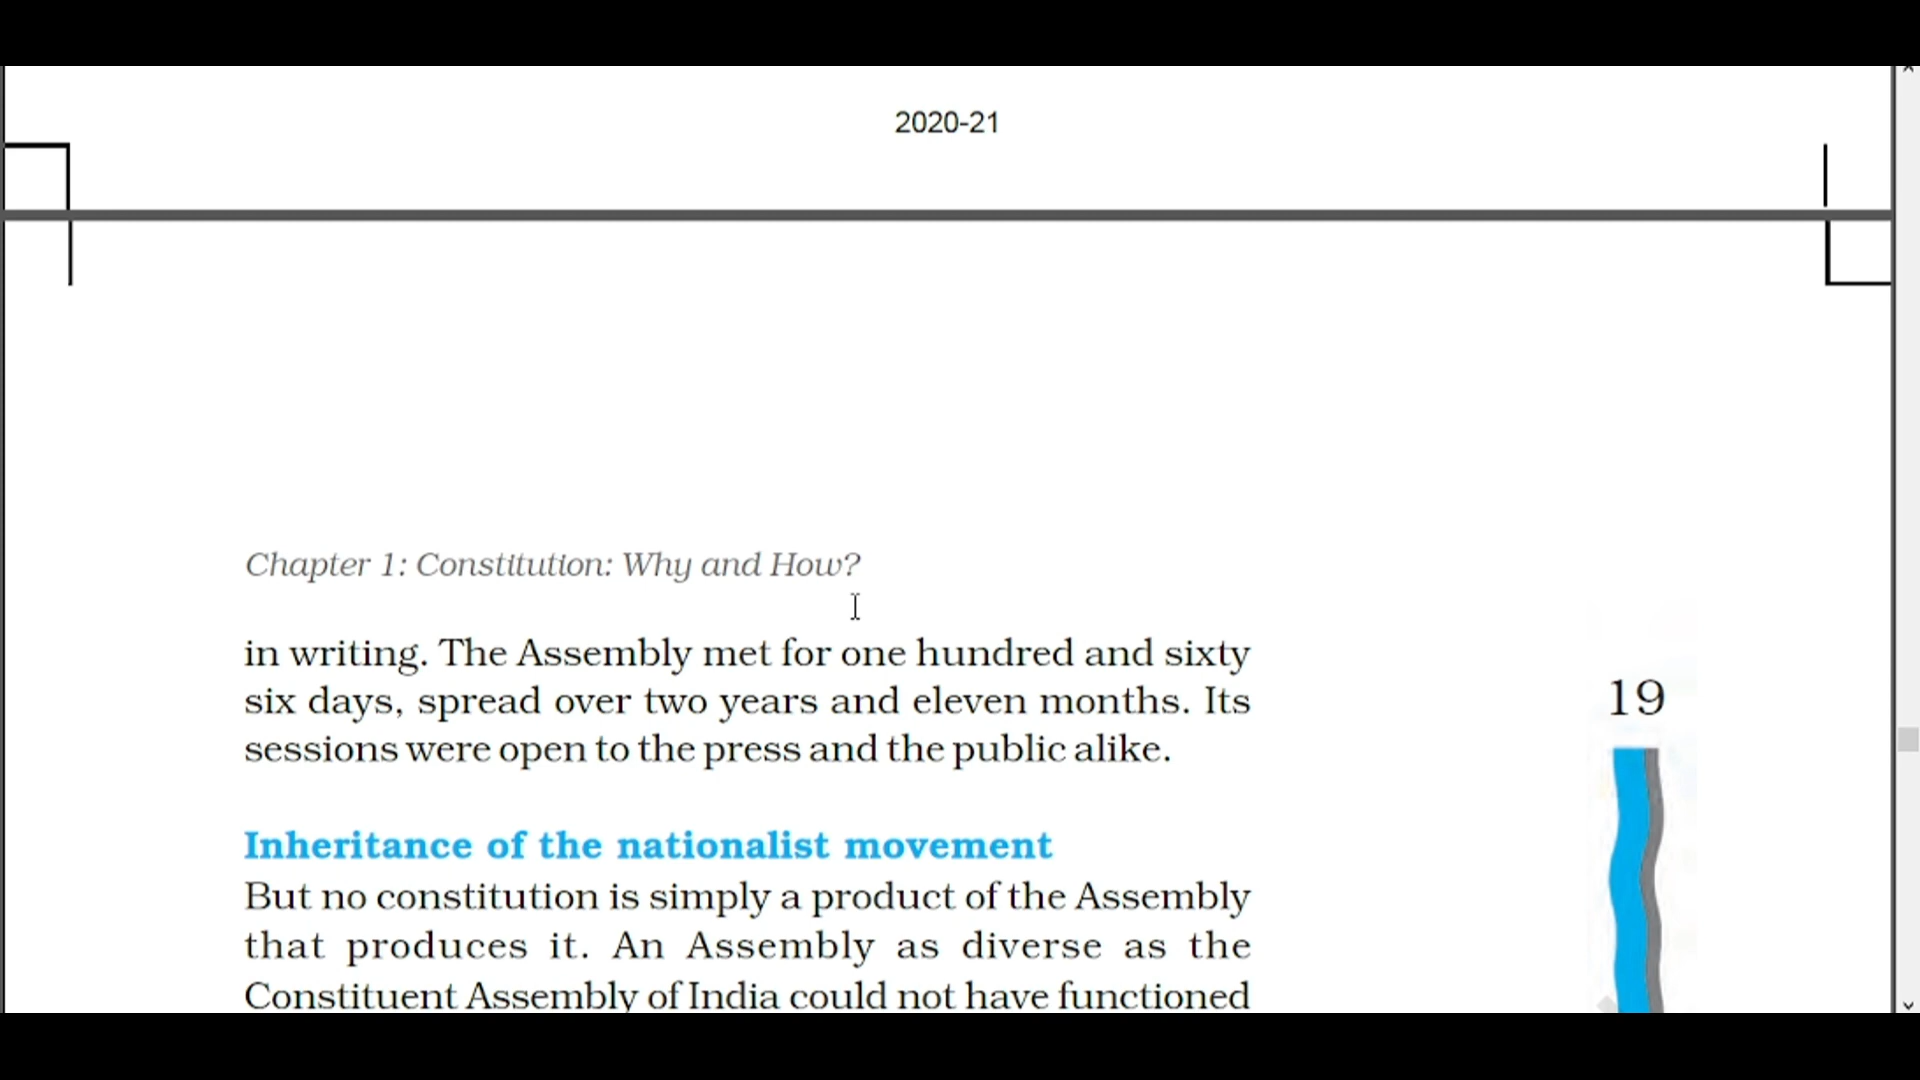 2020-21
Chapter 1: Constitution: Why and How?
in writing. The Assembly met for one hundred and sixty
six days, spread over two years and eleven months. Its
sessions were open to the press and the public alike.
19
Inheritance of the nationalist movement
But no constitution is simply a product of the Assembly
that produces it. An Assembly as diverse as the
Constituent Assembly of India could not have functioned